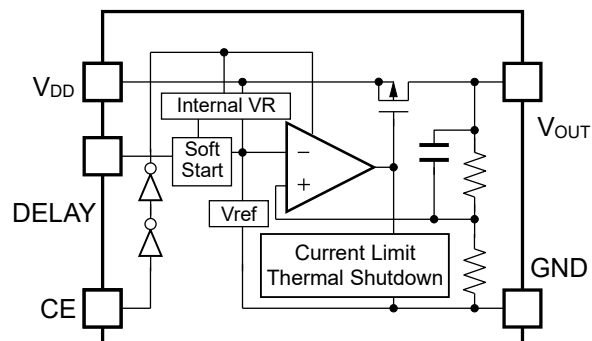 VDD
Internal VR
VOUT
Soft
Start
−
+
DELAY
Vref
Current Limit
Thermal Shutdown
GND
CE